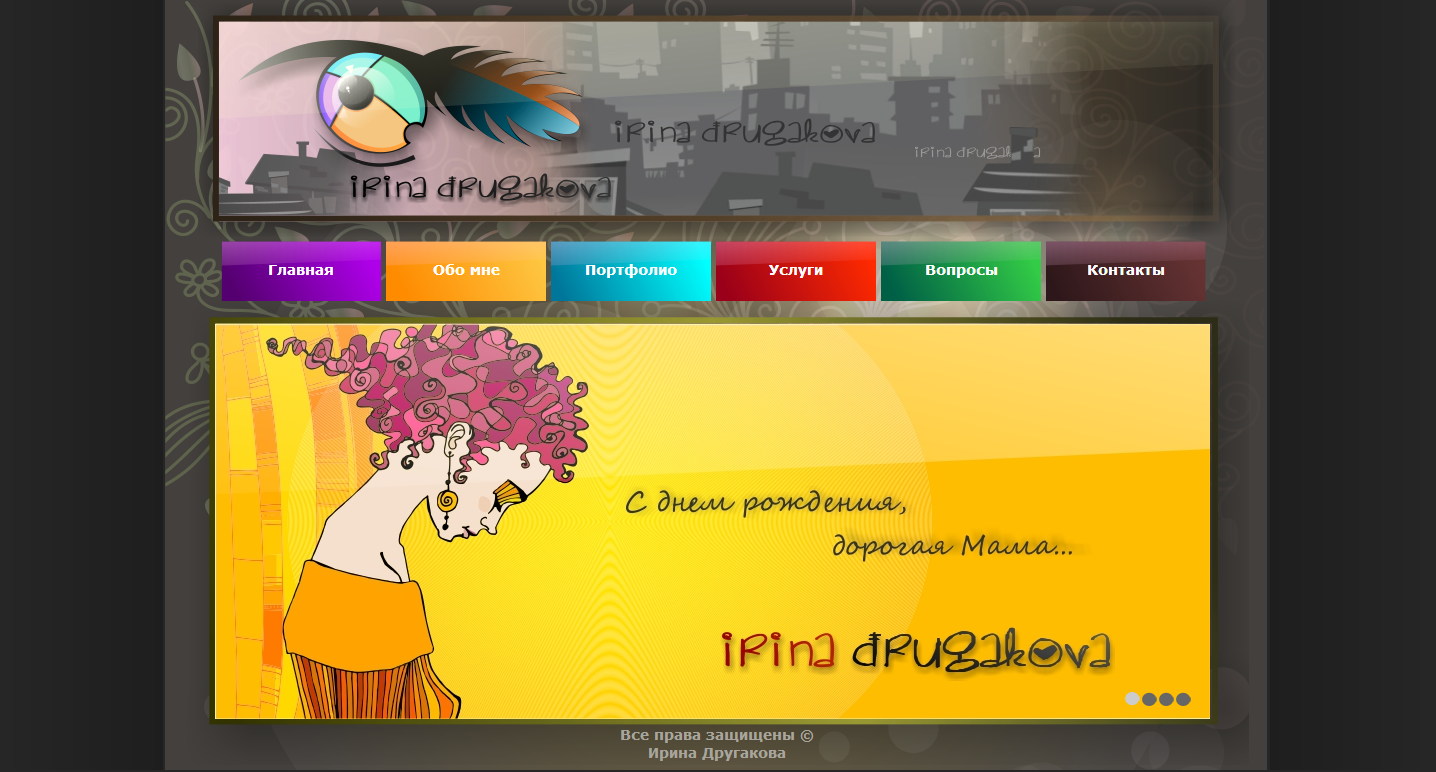 irina drugakova
irina drugakova
irina drugakova
Главная
Обо мне
Портфолио
Услуги
Вопросы
Контакты
С днем рождения,
дорогая Мама...
irina drugakova
Все права защищены ©
Ирина Другакова